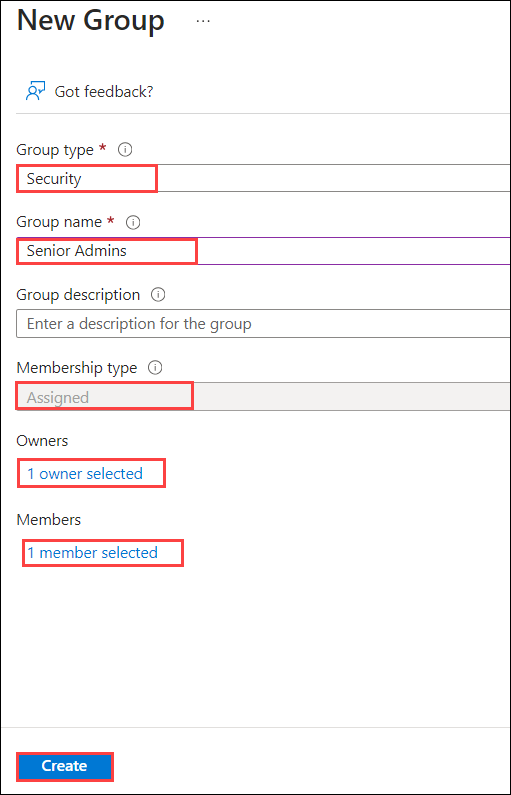 New Group ...
Got feedback?
Group type *
Security
Group name *
Senior Admins
Group description
Enter a description for the group
Membership type
Assigned
Owners
1 owner selected
Members
1 member selected
Create